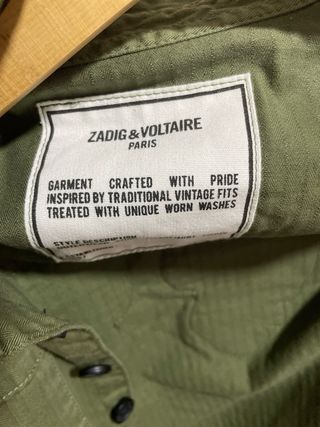 ZADIG & VOLTAIRE
PARIS
GARMENT CRAFTED WITH PRIDE
INSPIRED BY TRADITIONAL VINTAGE FITS
TREATED WITH UNIQUE WORN WASHES
STYLE DESCRIPTION